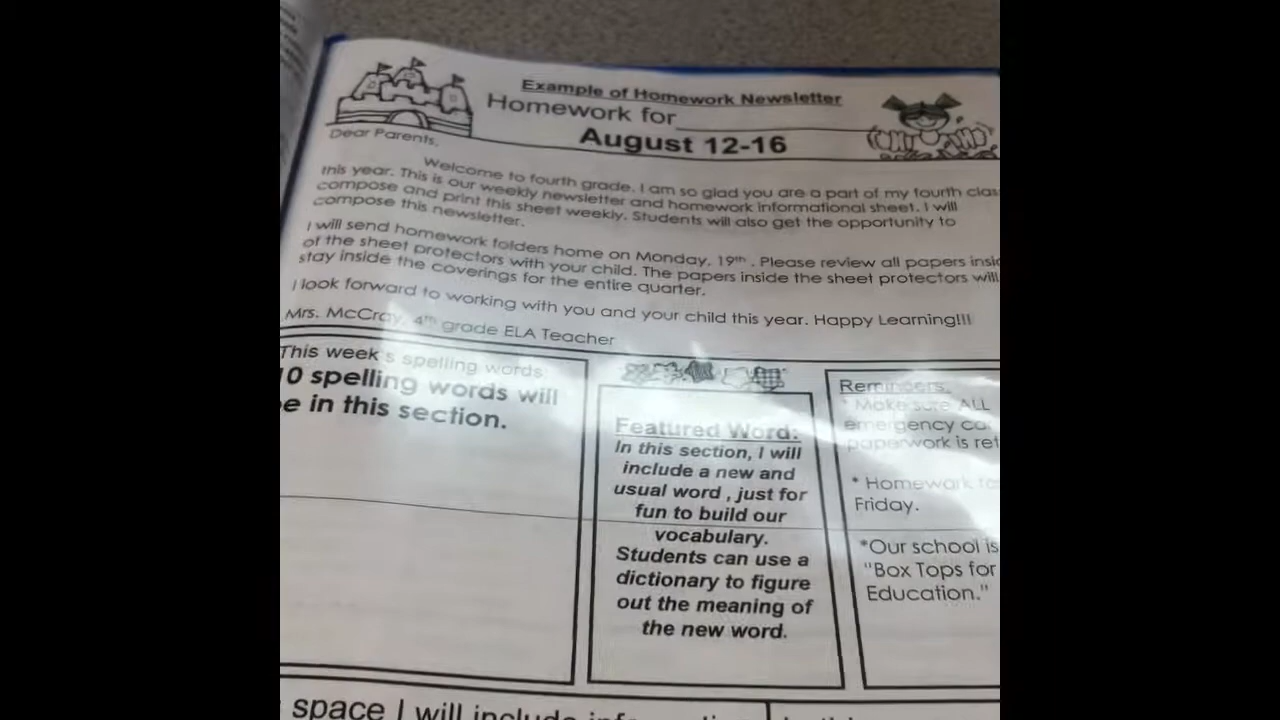 Example of Homework Newsletter
Homework for
August 12-16
Dear Parents,
Welcome to fourth grade. I am so glad you are a part of my fourth clas
this year. This is our weekly newsletter and homework informational sheet. I will
compose and print this sheet weekly. Students will also get the opportunity to
compose this newsletter.
I will send homework folders home on Monday, 19th . Please review all papers insi
of the sheet protectors with your child. The papers inside the sheet protectors will
stay inside the coverings for the entire quarter.
I look forward to working with you and your child this year. Happy Learning!!!
Mrs. McCray, 4th grade ELA Teacher
This week's spelling words
10 spelling words will
e in this section.
Featured Word:
In this section, I will
include a new and
usual word , just for
fun to build our
vocabulary.
Students can use a
dictionary to figure
out the meaning of
the new word.
Reminders:
* Make sure ALL
emergency car
paperwork is ret
* Homework fo
Friday.
*Our school is
"Box Tops for
Education."
space I will include